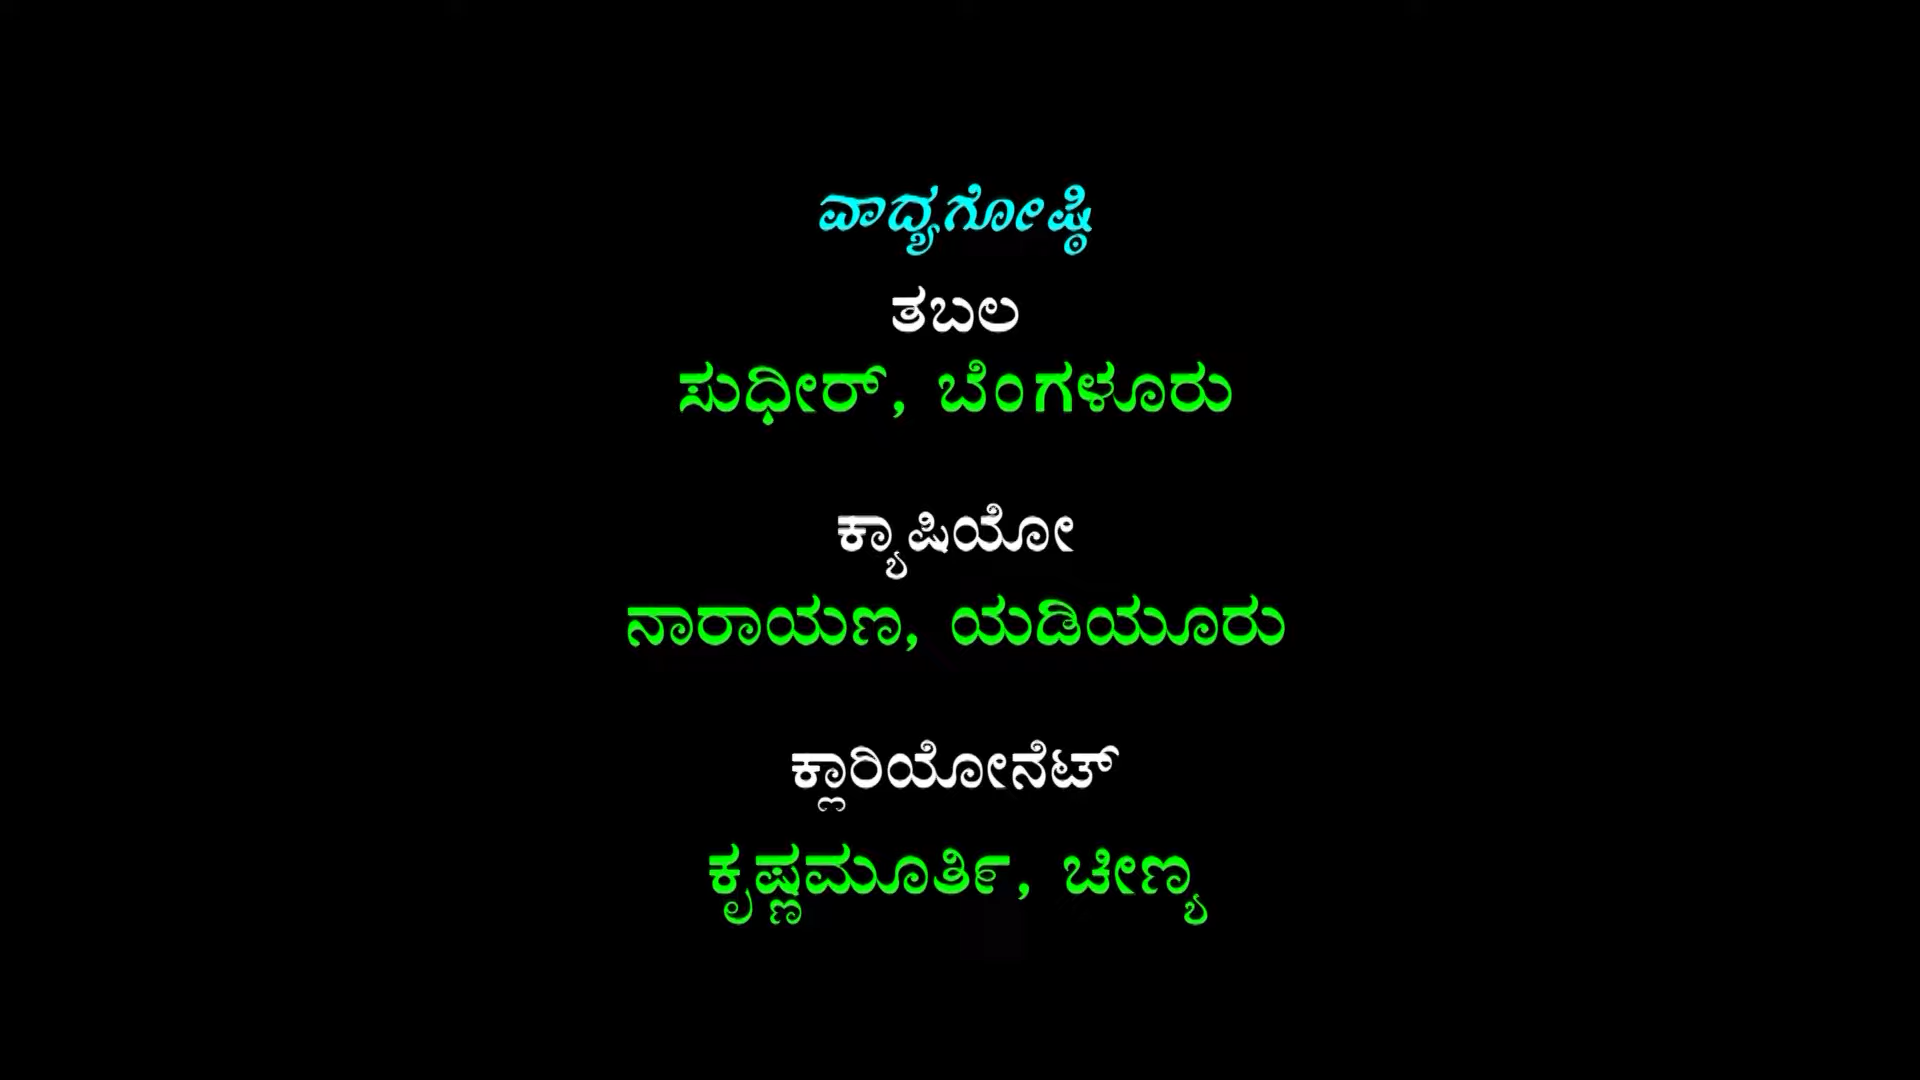 ವಾದ್ಯಗೋಷ್ಠಿ
ತಬಲ
ಸುಧೀರ್, ಬೆಂಗಳೂರು
ಕ್ಯಾಷಿಯೋ
ನಾರಾಯಣ, ಯಡಿಯೂರು
ಕ್ಲಾರಿಯೋನೆಟ್
ಕೃಷ್ಣಮೂರ್ತಿ, ಚೀಣ್ಯ